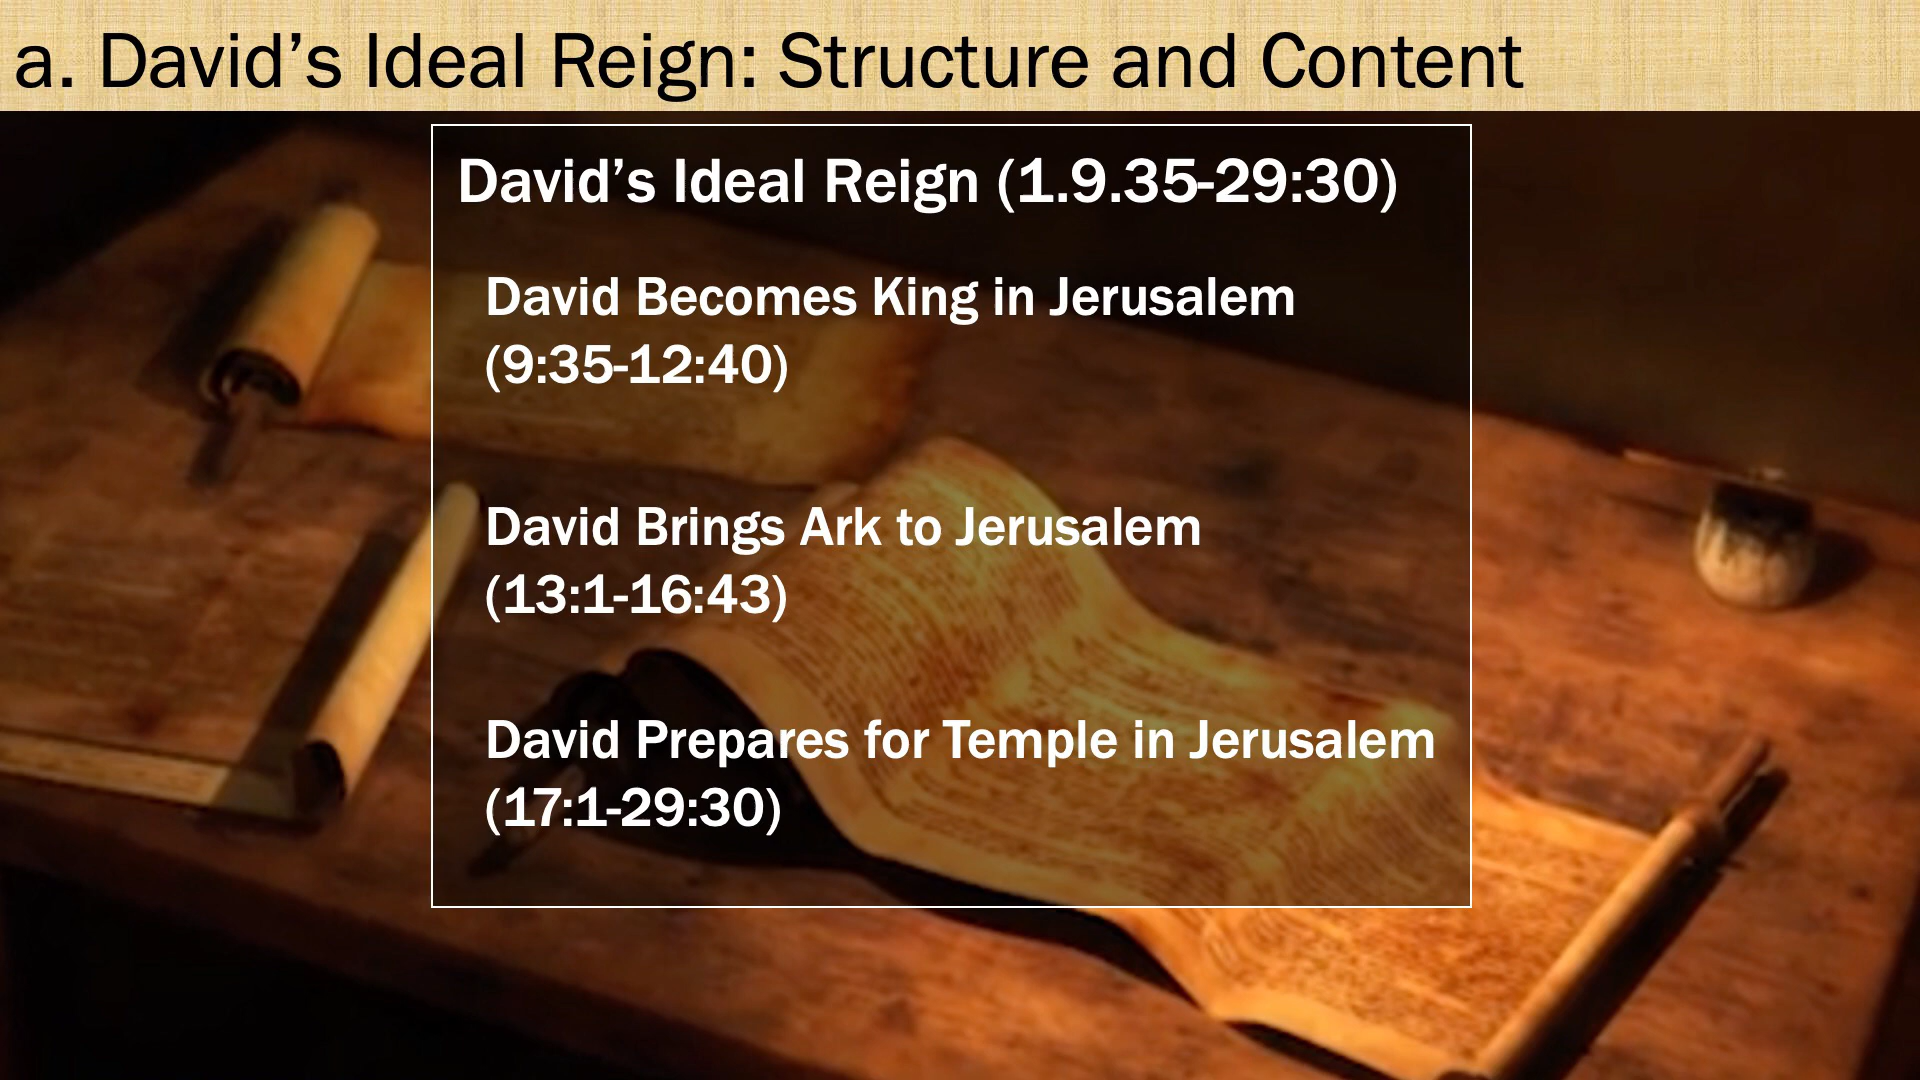 a. David’s Ideal Reign: Structure and Content
David’s Ideal Reign (1.9.35-29:30)
David Becomes King in Jerusalem
(9:35-12:40)
David Brings Ark to Jerusalem
(13:1-16:43)
David Prepares for Temple in Jerusalem
(17:1-29:30)